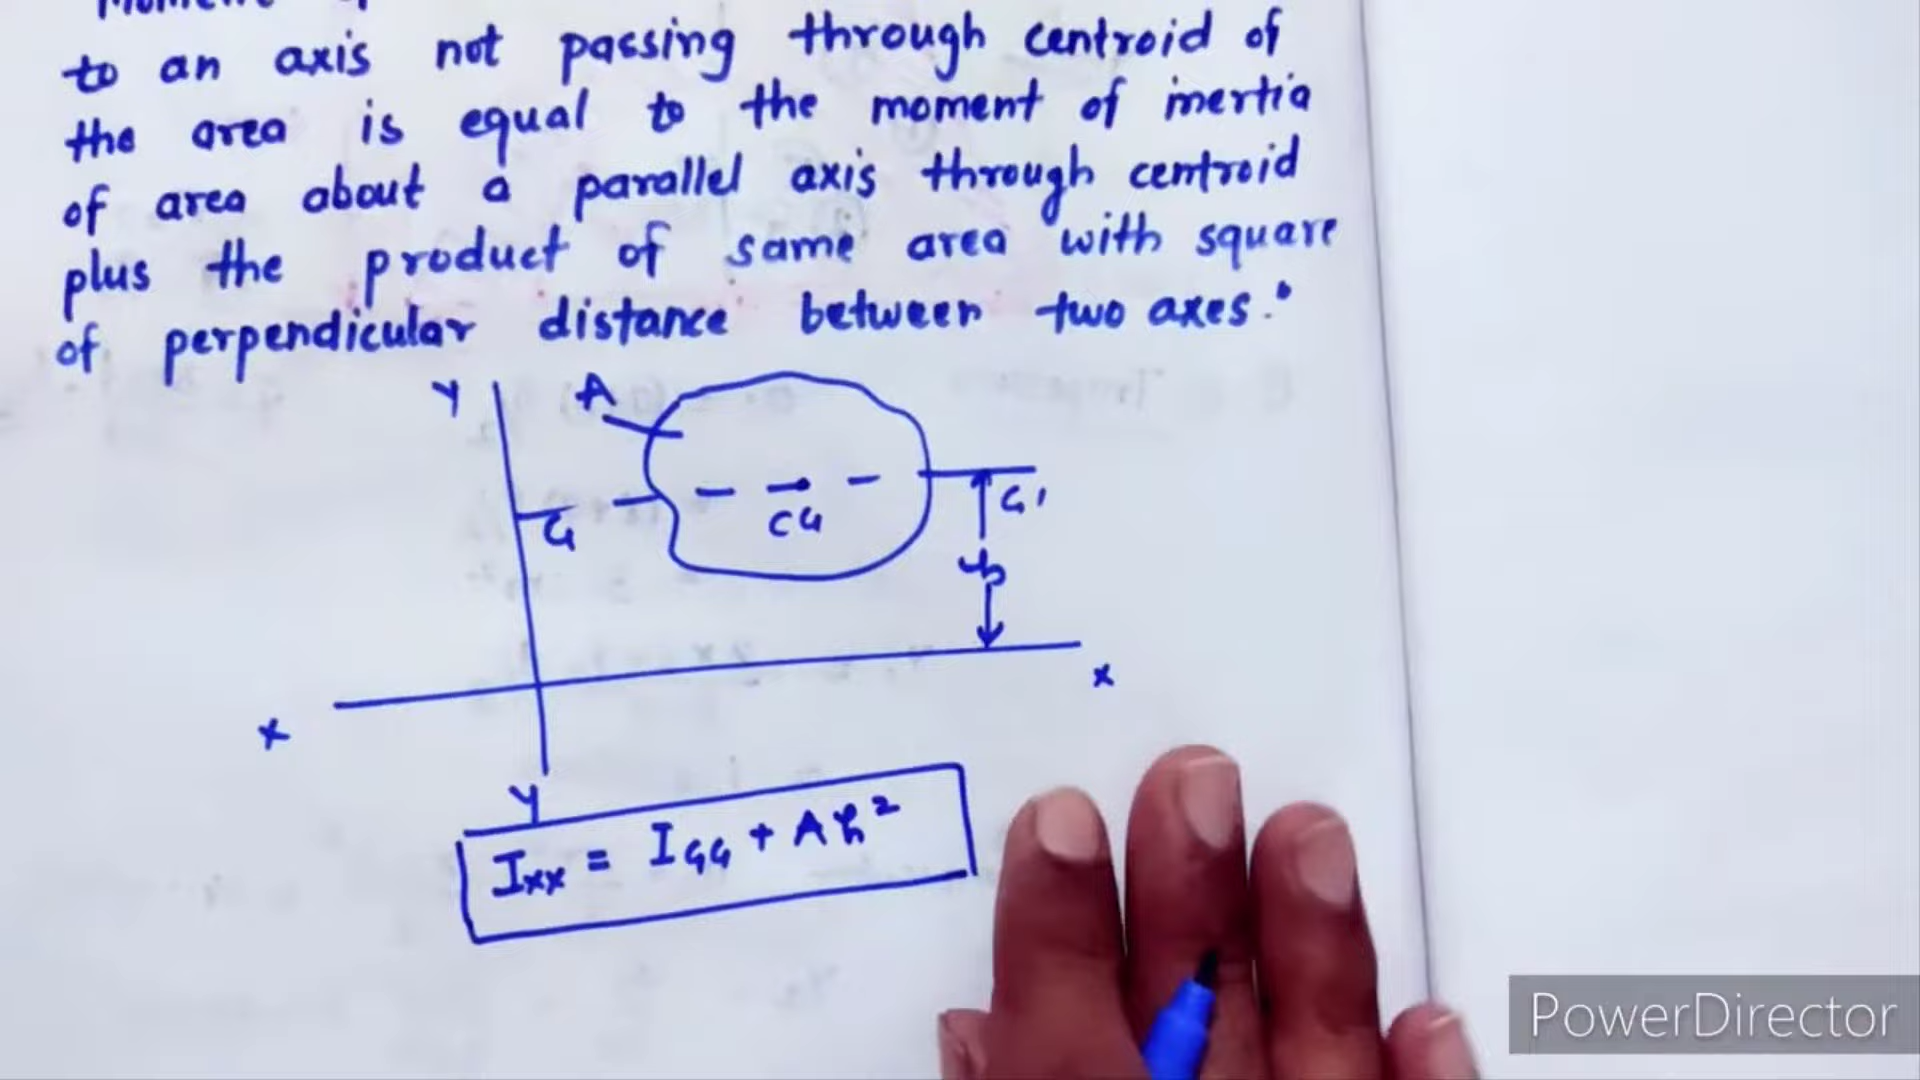 to an axis not passing through centroid of
the area is equal to the moment of inertia
of area about a parallel axis through centroid
plus the product of same area with square
of perpendicular distance between two axes.
Y
A
G
CG
G'
h
X
X
Y
Ixx = IGG + Ah²
PowerDirector